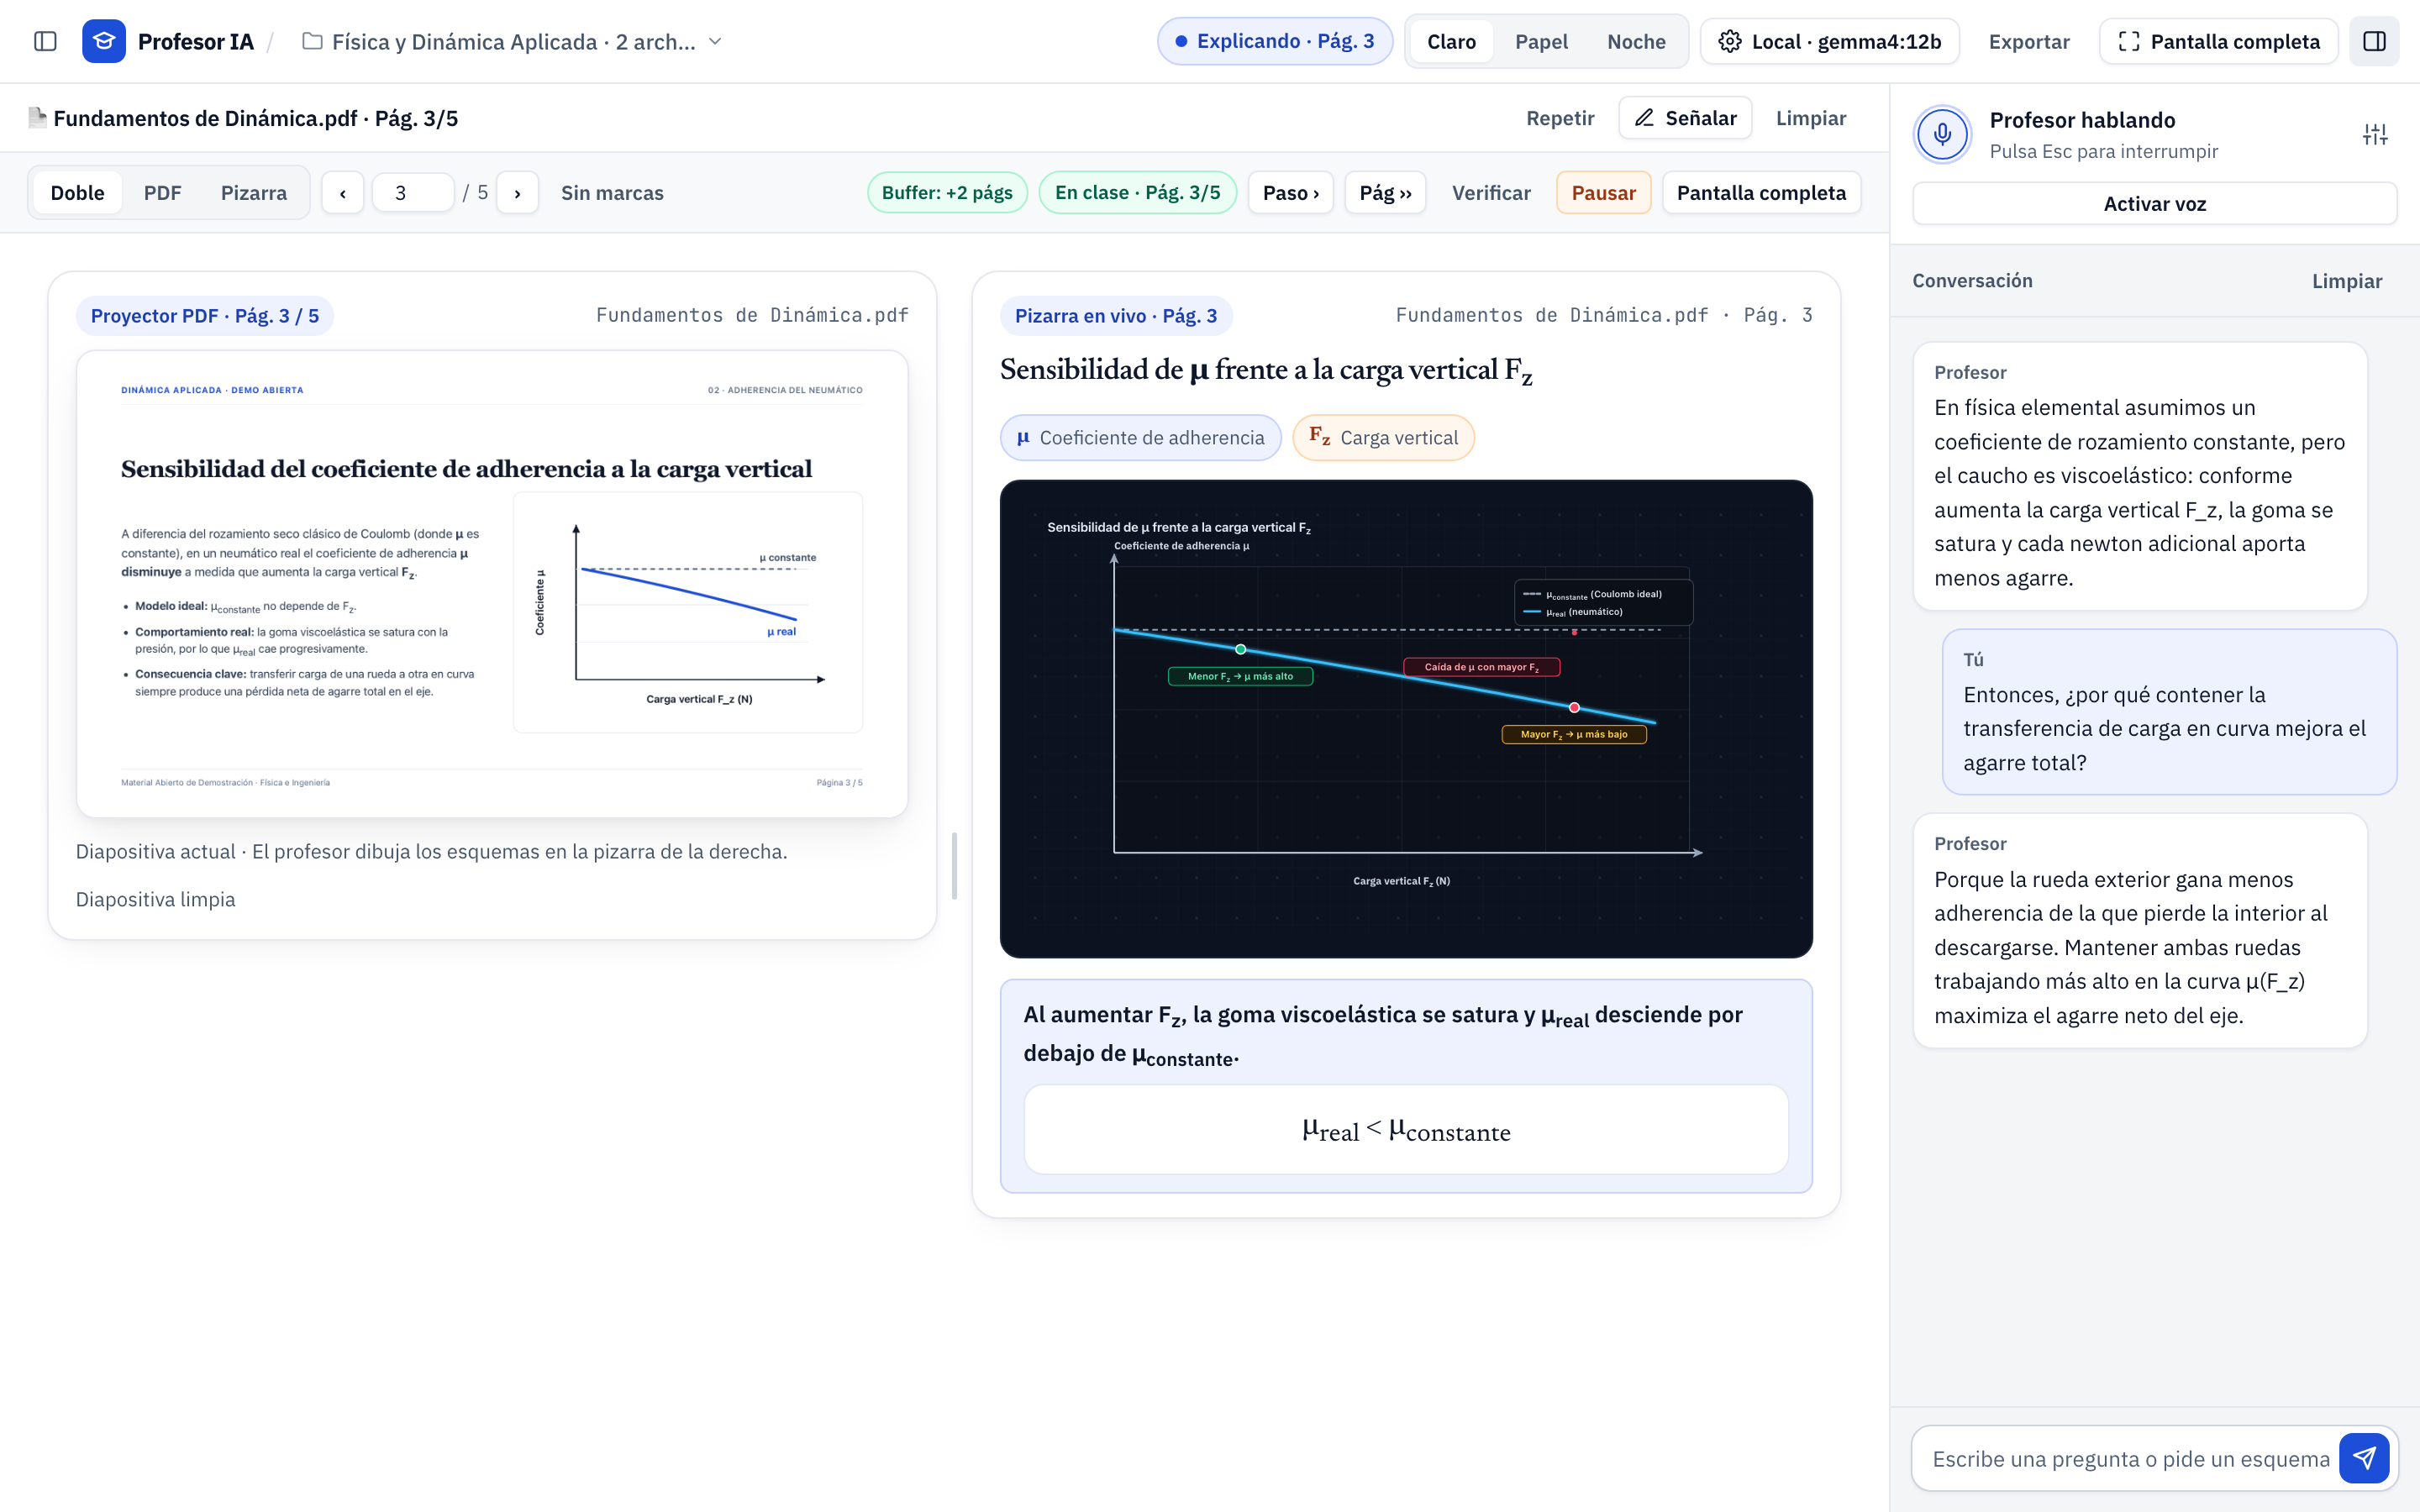 Profesor IA / Física y Dinámica Aplicada · 2 arch...
Explicando · Pág. 3
Claro Papel Noche
Local · gemma4:12b
Exportar
Pantalla completa
Fundamentos de Dinámica.pdf · Pág. 3/5
Repetir
Señalar
Limpiar
Doble PDF Pizarra
‹ 3 / 5 ›
Sin marcas
Buffer: +2 págs
En clase · Pág. 3/5
Paso ›
Pág ››
Verificar
Pausar
Pantalla completa
Proyector PDF · Pág. 3 / 5
Fundamentos de Dinámica.pdf
DINÁMICA APLICADA · DEMO ABIERTA
02 · ADHERENCIA DEL NEUMÁTICO
Sensibilidad del coeficiente de adherencia a la carga vertical
A diferencia del rozamiento seco clásico de Coulomb (donde μ es
constante), en un neumático real el coeficiente de adherencia μ
disminuye a medida que aumenta la carga vertical Fz.
• Modelo ideal: μconstante no depende de Fz.
• Comportamiento real: la goma viscoelástica se satura con la
presión, por lo que μreal cae progresivamente.
• Consecuencia clave: transferir carga de una rueda a otra en curva
siempre produce una pérdida neta de agarre total en el eje.
Coeficiente μ
μ constante
μ real
Carga vertical F_z (N)
Material Abierto de Demostración · Física e Ingeniería
Página 3 / 5
Diapositiva actual · El profesor dibuja los esquemas en la pizarra de la derecha.
Diapositiva limpia
Pizarra en vivo · Pág. 3
Fundamentos de Dinámica.pdf · Pág. 3
Sensibilidad de μ frente a la carga vertical Fz
μ Coeficiente de adherencia
Fz Carga vertical
Sensibilidad de μ frente a la carga vertical Fz
Coeficiente de adherencia μ
μconstante (Coulomb ideal)
μreal (neumático)
Menor Fz → μ más alto
Caída de μ con mayor Fz
Mayor Fz → μ más bajo
Carga vertical Fz (N)
Al aumentar Fz, la goma viscoelástica se satura y μreal desciende por
debajo de μconstante.
μreal < μconstante
Profesor hablando
Pulsa Esc para interrumpir
Activar voz
Conversación
Limpiar
Profesor
En física elemental asumimos un
coeficiente de rozamiento constante, pero
el caucho es viscoelástico: conforme
aumenta la carga vertical F_z, la goma se
satura y cada newton adicional aporta
menos agarre.
Tú
Entonces, ¿por qué contener la
transferencia de carga en curva mejora el
agarre total?
Profesor
Porque la rueda exterior gana menos
adherencia de la que pierde la interior al
descargarse. Mantener ambas ruedas
trabajando más alto en la curva μ(F_z)
maximiza el agarre neto del eje.
Escribe una pregunta o pide un esquema